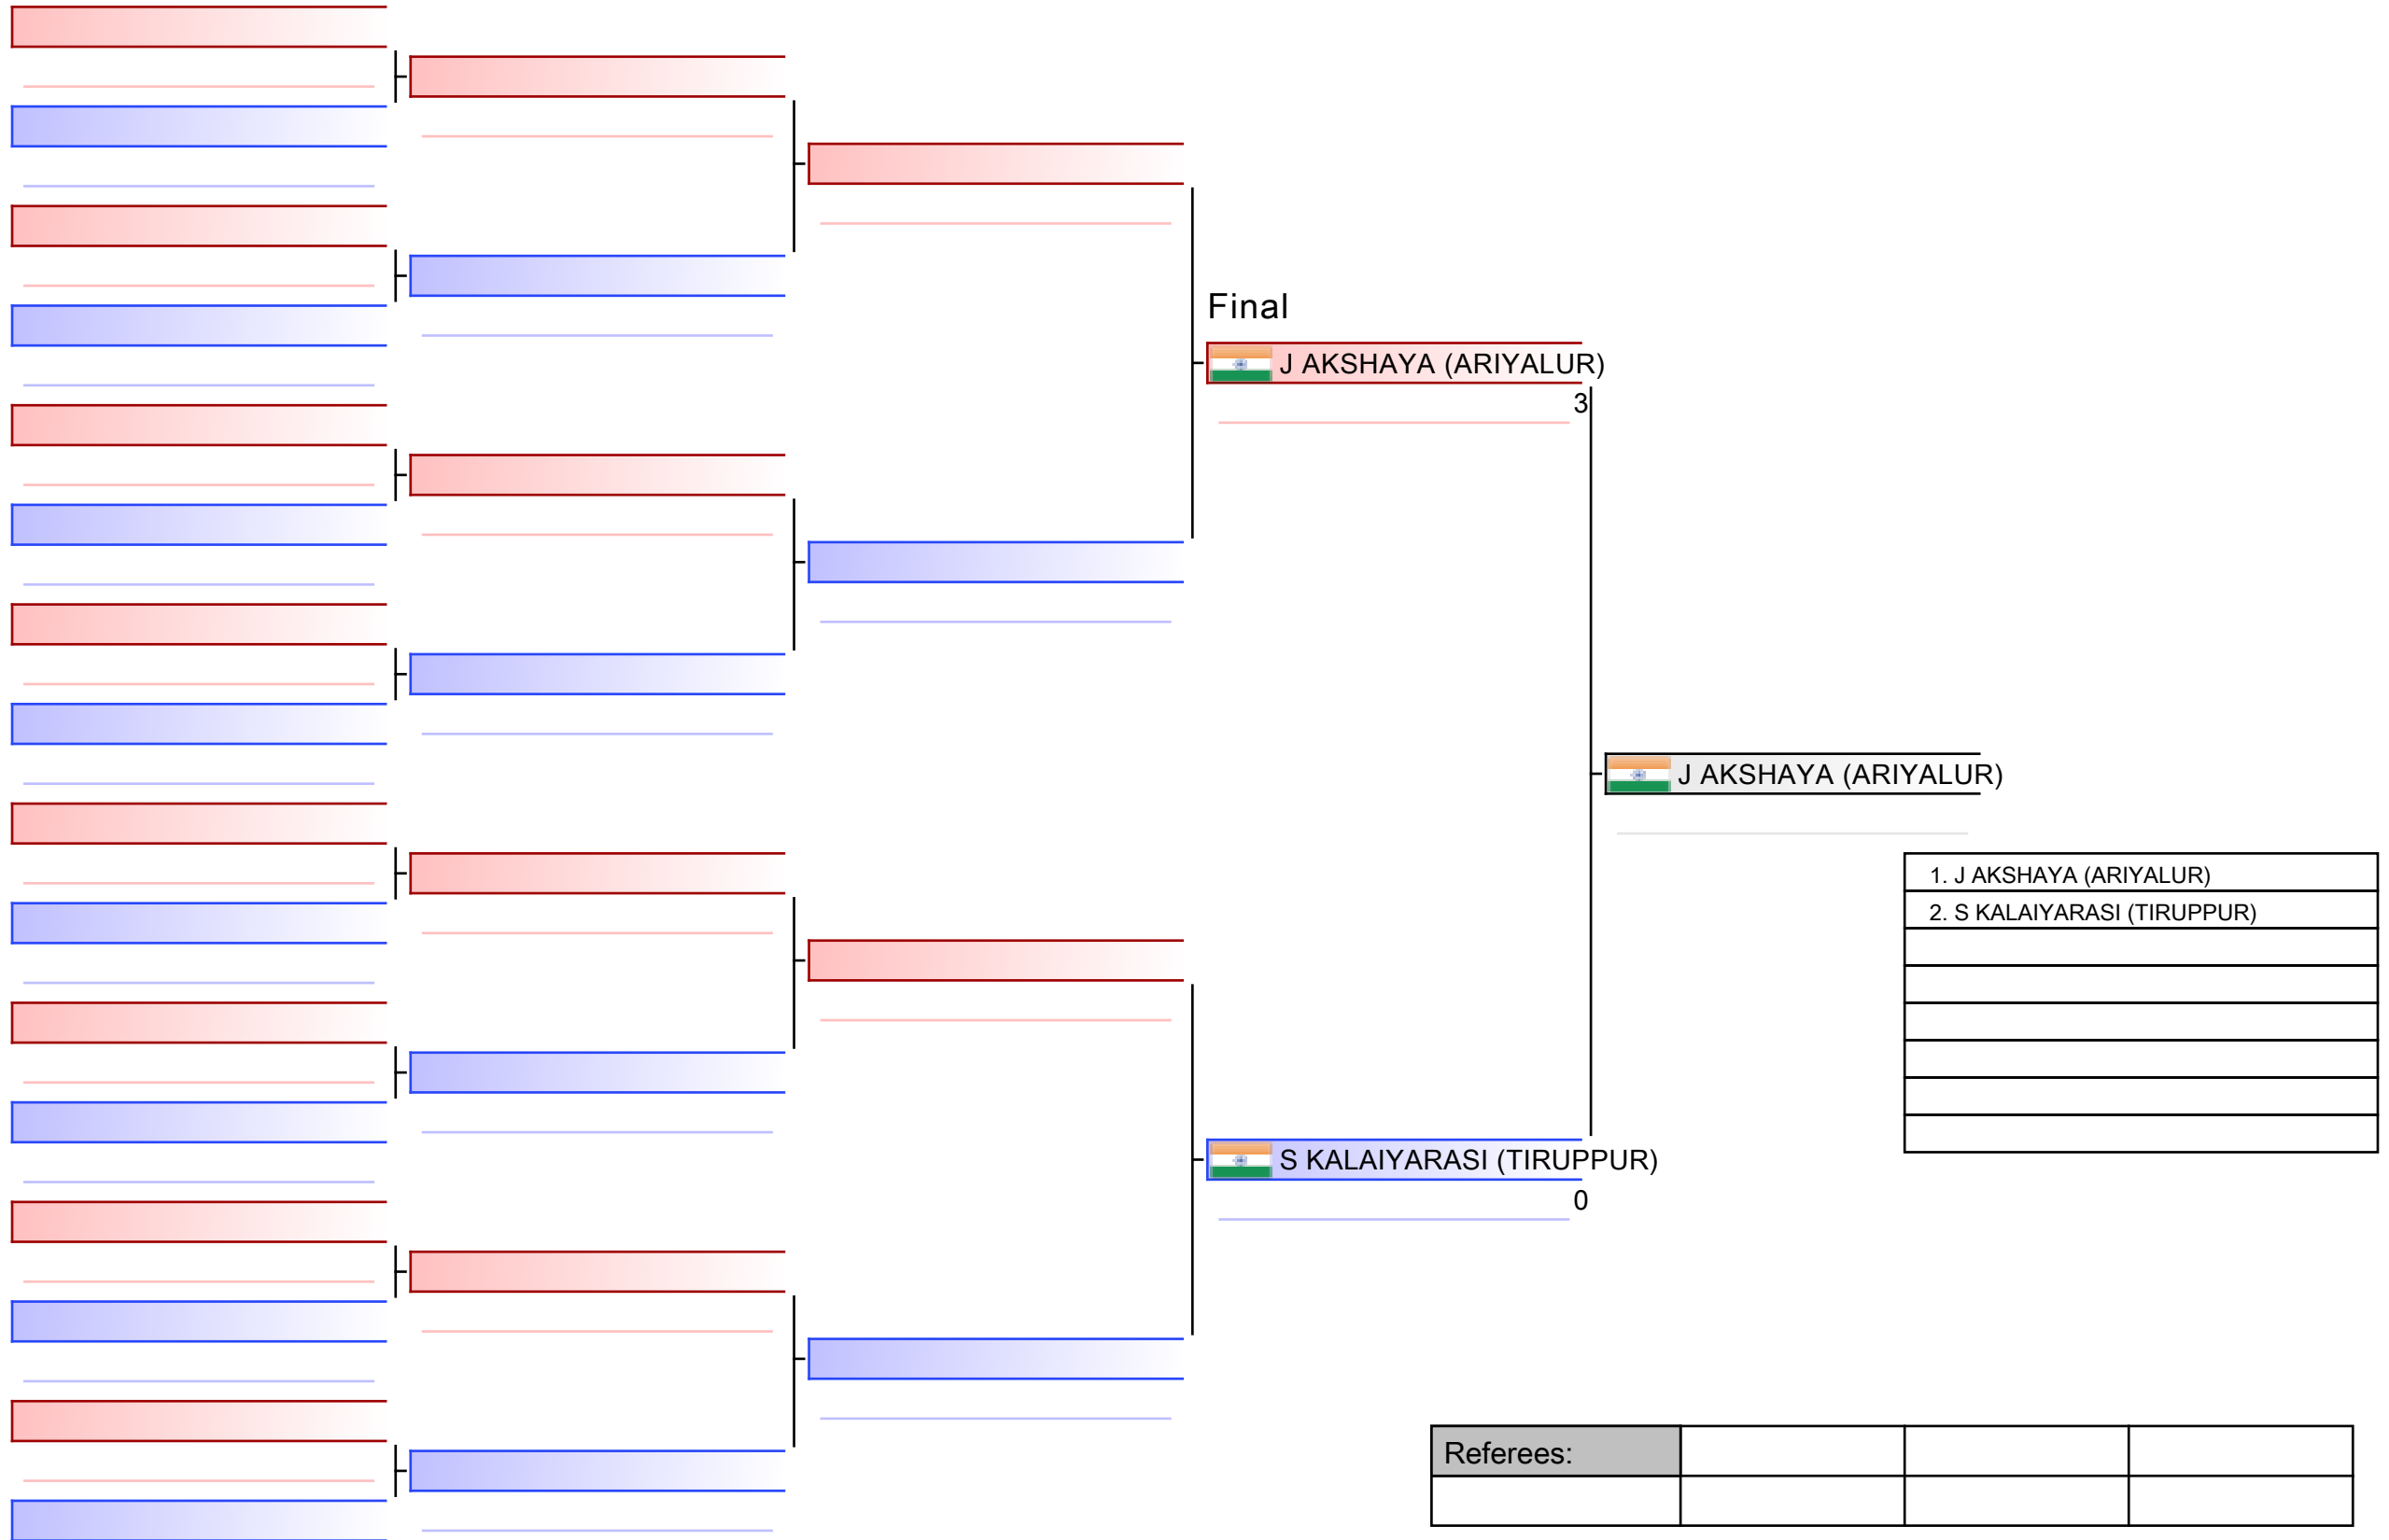 Final
J AKSHAYA (ARIYALUR)
3
J AKSHAYA (ARIYALUR)
1. J AKSHAYA (ARIYALUR)
2. S KALAIYARASI (TIRUPPUR)
S KALAIYARASI (TIRUPPUR)
0
Referees: